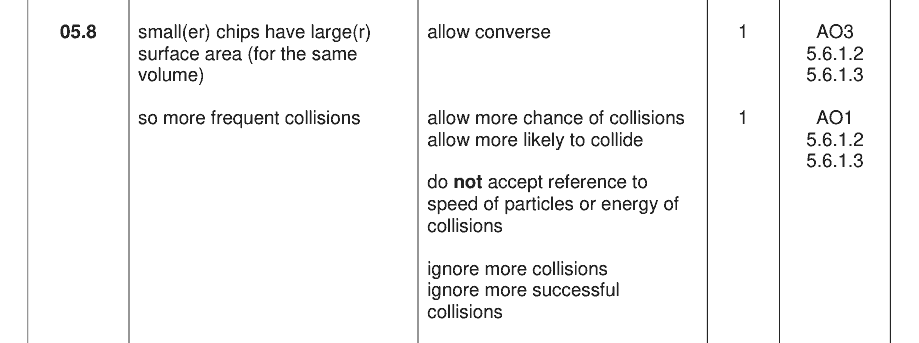 05.8
small(er) chips have large(r)
surface area (for the same
volume)
allow converse
1
AO3
5.6.1.2
5.6.1.3
so more frequent collisions
allow more chance of collisions
allow more likely to collide
do not accept reference to
speed of particles or energy of
collisions
ignore more collisions
ignore more successful
collisions
1
AO1
5.6.1.2
5.6.1.3